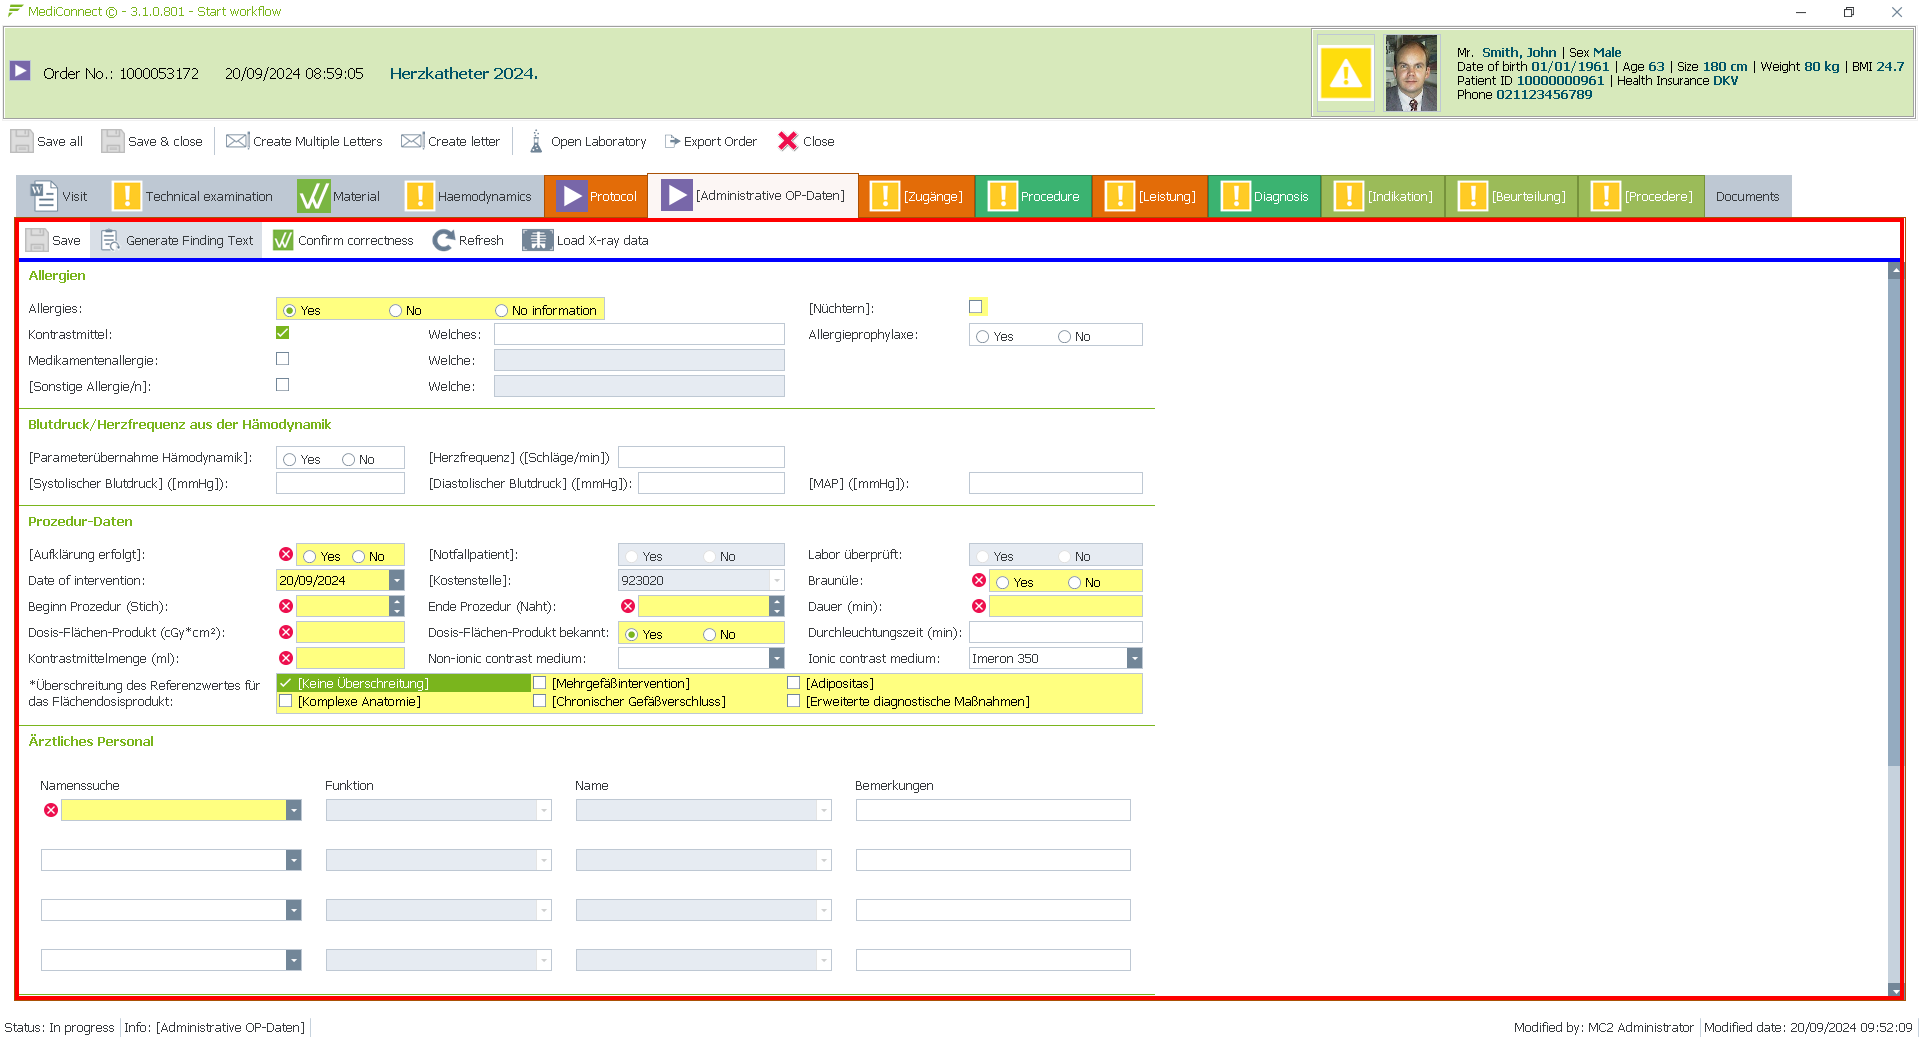 MediConnect © - 3.1.0.801 - Start workflow
Order No.: 1000053172 20/09/2024 08:59:05 Herzkatheter 2024.
Mr. Smith, John | Sex Male
Date of birth 01/01/1961 | Age 63 | Size 180 cm | Weight 80 kg | BMI 24.7
Patient ID 10000000961 | Health Insurance DKV
Phone 021123456789
Save all Save & close Create Multiple Letters Create letter Open Laboratory Export Order Close
Visit Technical examination Material Haemodynamics Protocol [Administrative OP-Daten] [Zugänge] Procedure [Leistung] Diagnosis [Indikation] [Beurteilung] [Procedere] Documents
Save Generate Finding Text Confirm correctness Refresh Load X-ray data
Allergien
Allergies: Yes No No information [Nüchtern]:
Kontrastmittel: Welches: Allergieprophylaxe: Yes No
Medikamentenallergie: Welche:
[Sonstige Allergie/n]: Welche:
Blutdruck/Herzfrequenz aus der Hämodynamik
[Parameterübernahme Hämodynamik]: Yes No [Herzfrequenz] ([Schläge/min])
[Systolischer Blutdruck] ([mmHg]): [Diastolischer Blutdruck] ([mmHg]): [MAP] ([mmHg]):
Prozedur-Daten
[Aufklärung erfolgt]: Yes No [Notfallpatient]: Yes No Labor überprüft: Yes No
Date of intervention: 20/09/2024 [Kostenstelle]: 923020 Braunüle: Yes No
Beginn Prozedur (Stich): Ende Prozedur (Naht): Dauer (min):
Dosis-Flächen-Produkt (cGy*cm²): Dosis-Flächen-Produkt bekannt: Yes No Durchleuchtungszeit (min):
Kontrastmittelmenge (ml): Non-ionic contrast medium: Ionic contrast medium: Imeron 350
*Überschreitung des Referenzwertes für das Flächendosisprodukt: [Keine Überschreitung] [Mehrgefäßintervention] [Adipositas]
[Komplexe Anatomie] [Chronischer Gefäßverschluss] [Erweiterte diagnostische Maßnahmen]
Ärztliches Personal
Namenssuche Funktion Name Bemerkungen
Status: In progress Info: [Administrative OP-Daten] Modified by: MC2 Administrator Modified date: 20/09/2024 09:52:09